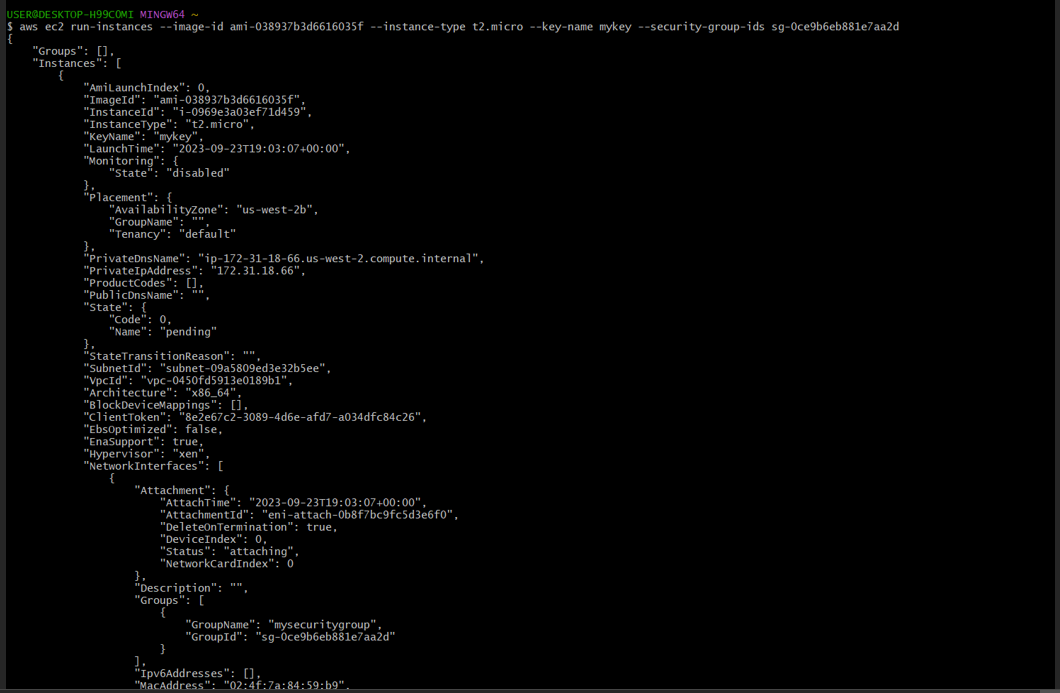 USER@DESKTOP-H99COMI MINGW64 ~
$ aws ec2 run-instances --image-id ami-038937b3d6616035f --instance-type t2.micro --key-name mykey --security-group-ids sg-0ce9b6eb881e7aa2d
{
    "Groups": [],
    "Instances": [
        {
            "AmiLaunchIndex": 0,
            "ImageId": "ami-038937b3d6616035f",
            "InstanceId": "i-0969e3a03ef71d459",
            "InstanceType": "t2.micro",
            "KeyName": "mykey",
            "LaunchTime": "2023-09-23T19:03:07+00:00",
            "Monitoring": {
                "State": "disabled"
            },
            "Placement": {
                "AvailabilityZone": "us-west-2b",
                "GroupName": "",
                "Tenancy": "default"
            },
            "PrivateDnsName": "ip-172-31-18-66.us-west-2.compute.internal",
            "PrivateIpAddress": "172.31.18.66",
            "ProductCodes": [],
            "PublicDnsName": "",
            "State": {
                "Code": 0,
                "Name": "pending"
            },
            "StateTransitionReason": "",
            "SubnetId": "subnet-09a5809ed3e32b5ee",
            "VpcId": "vpc-0450fd5913e0189b1",
            "Architecture": "x86_64",
            "BlockDeviceMappings": [],
            "ClientToken": "8e2e67c2-3089-4d6e-afd7-a034dfc84c26",
            "EbsOptimized": false,
            "EnaSupport": true,
            "Hypervisor": "xen",
            "NetworkInterfaces": [
                {
                    "Attachment": {
                        "AttachTime": "2023-09-23T19:03:07+00:00",
                        "AttachmentId": "eni-attach-0b8f7bc9fc5d3e6f0",
                        "DeleteOnTermination": true,
                        "DeviceIndex": 0,
                        "Status": "attaching",
                        "NetworkCardIndex": 0
                    },
                    "Description": "",
                    "Groups": [
                        {
                            "GroupName": "mysecuritygroup",
                            "GroupId": "sg-0ce9b6eb881e7aa2d"
                        }
                    ],
                    "Ipv6Addresses": [],
                    "MacAddress": "02:4f:7a:84:59:b9",